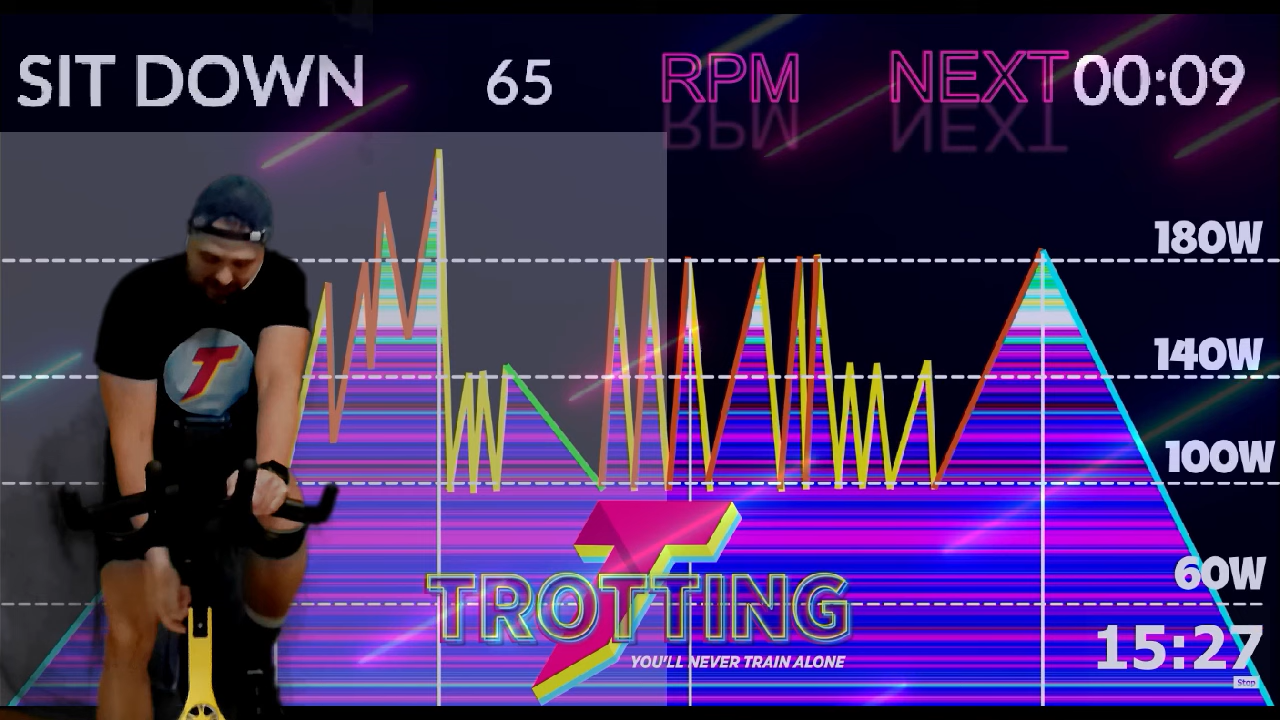 SIT DOWN 65 RPM NEXT 00:09
180W
140W
100W
60W
T
T
TROTTING
YOU'LL NEVER TRAIN ALONE
15:27
Stop